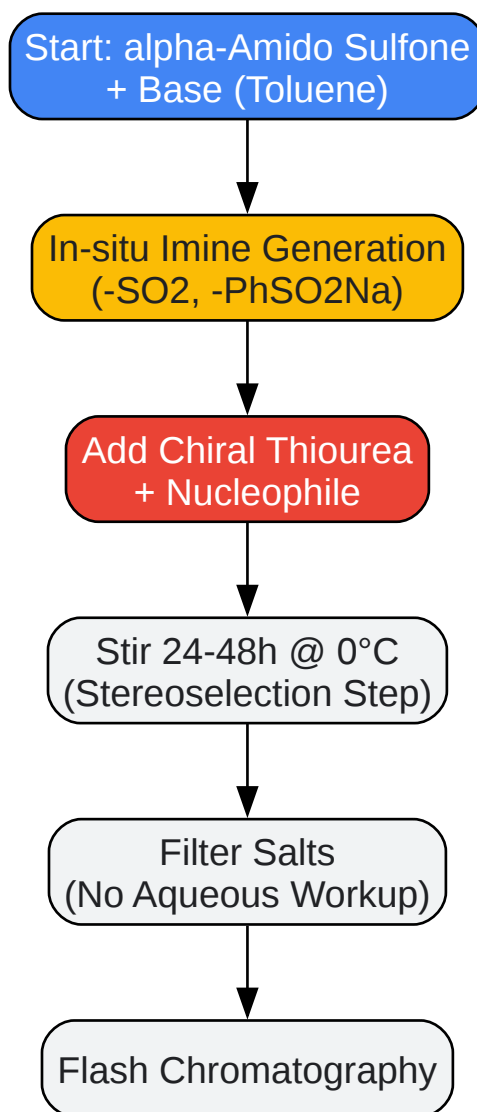 Start: alpha-Amido Sulfone
+ Base (Toluene)
In-situ Imine Generation
(-SO2, -PhSO2Na)
Add Chiral Thiourea
+ Nucleophile
Stir 24-48h @ 0°C
(Stereoselection Step)
Filter Salts
(No Aqueous Workup)
Flash Chromatography